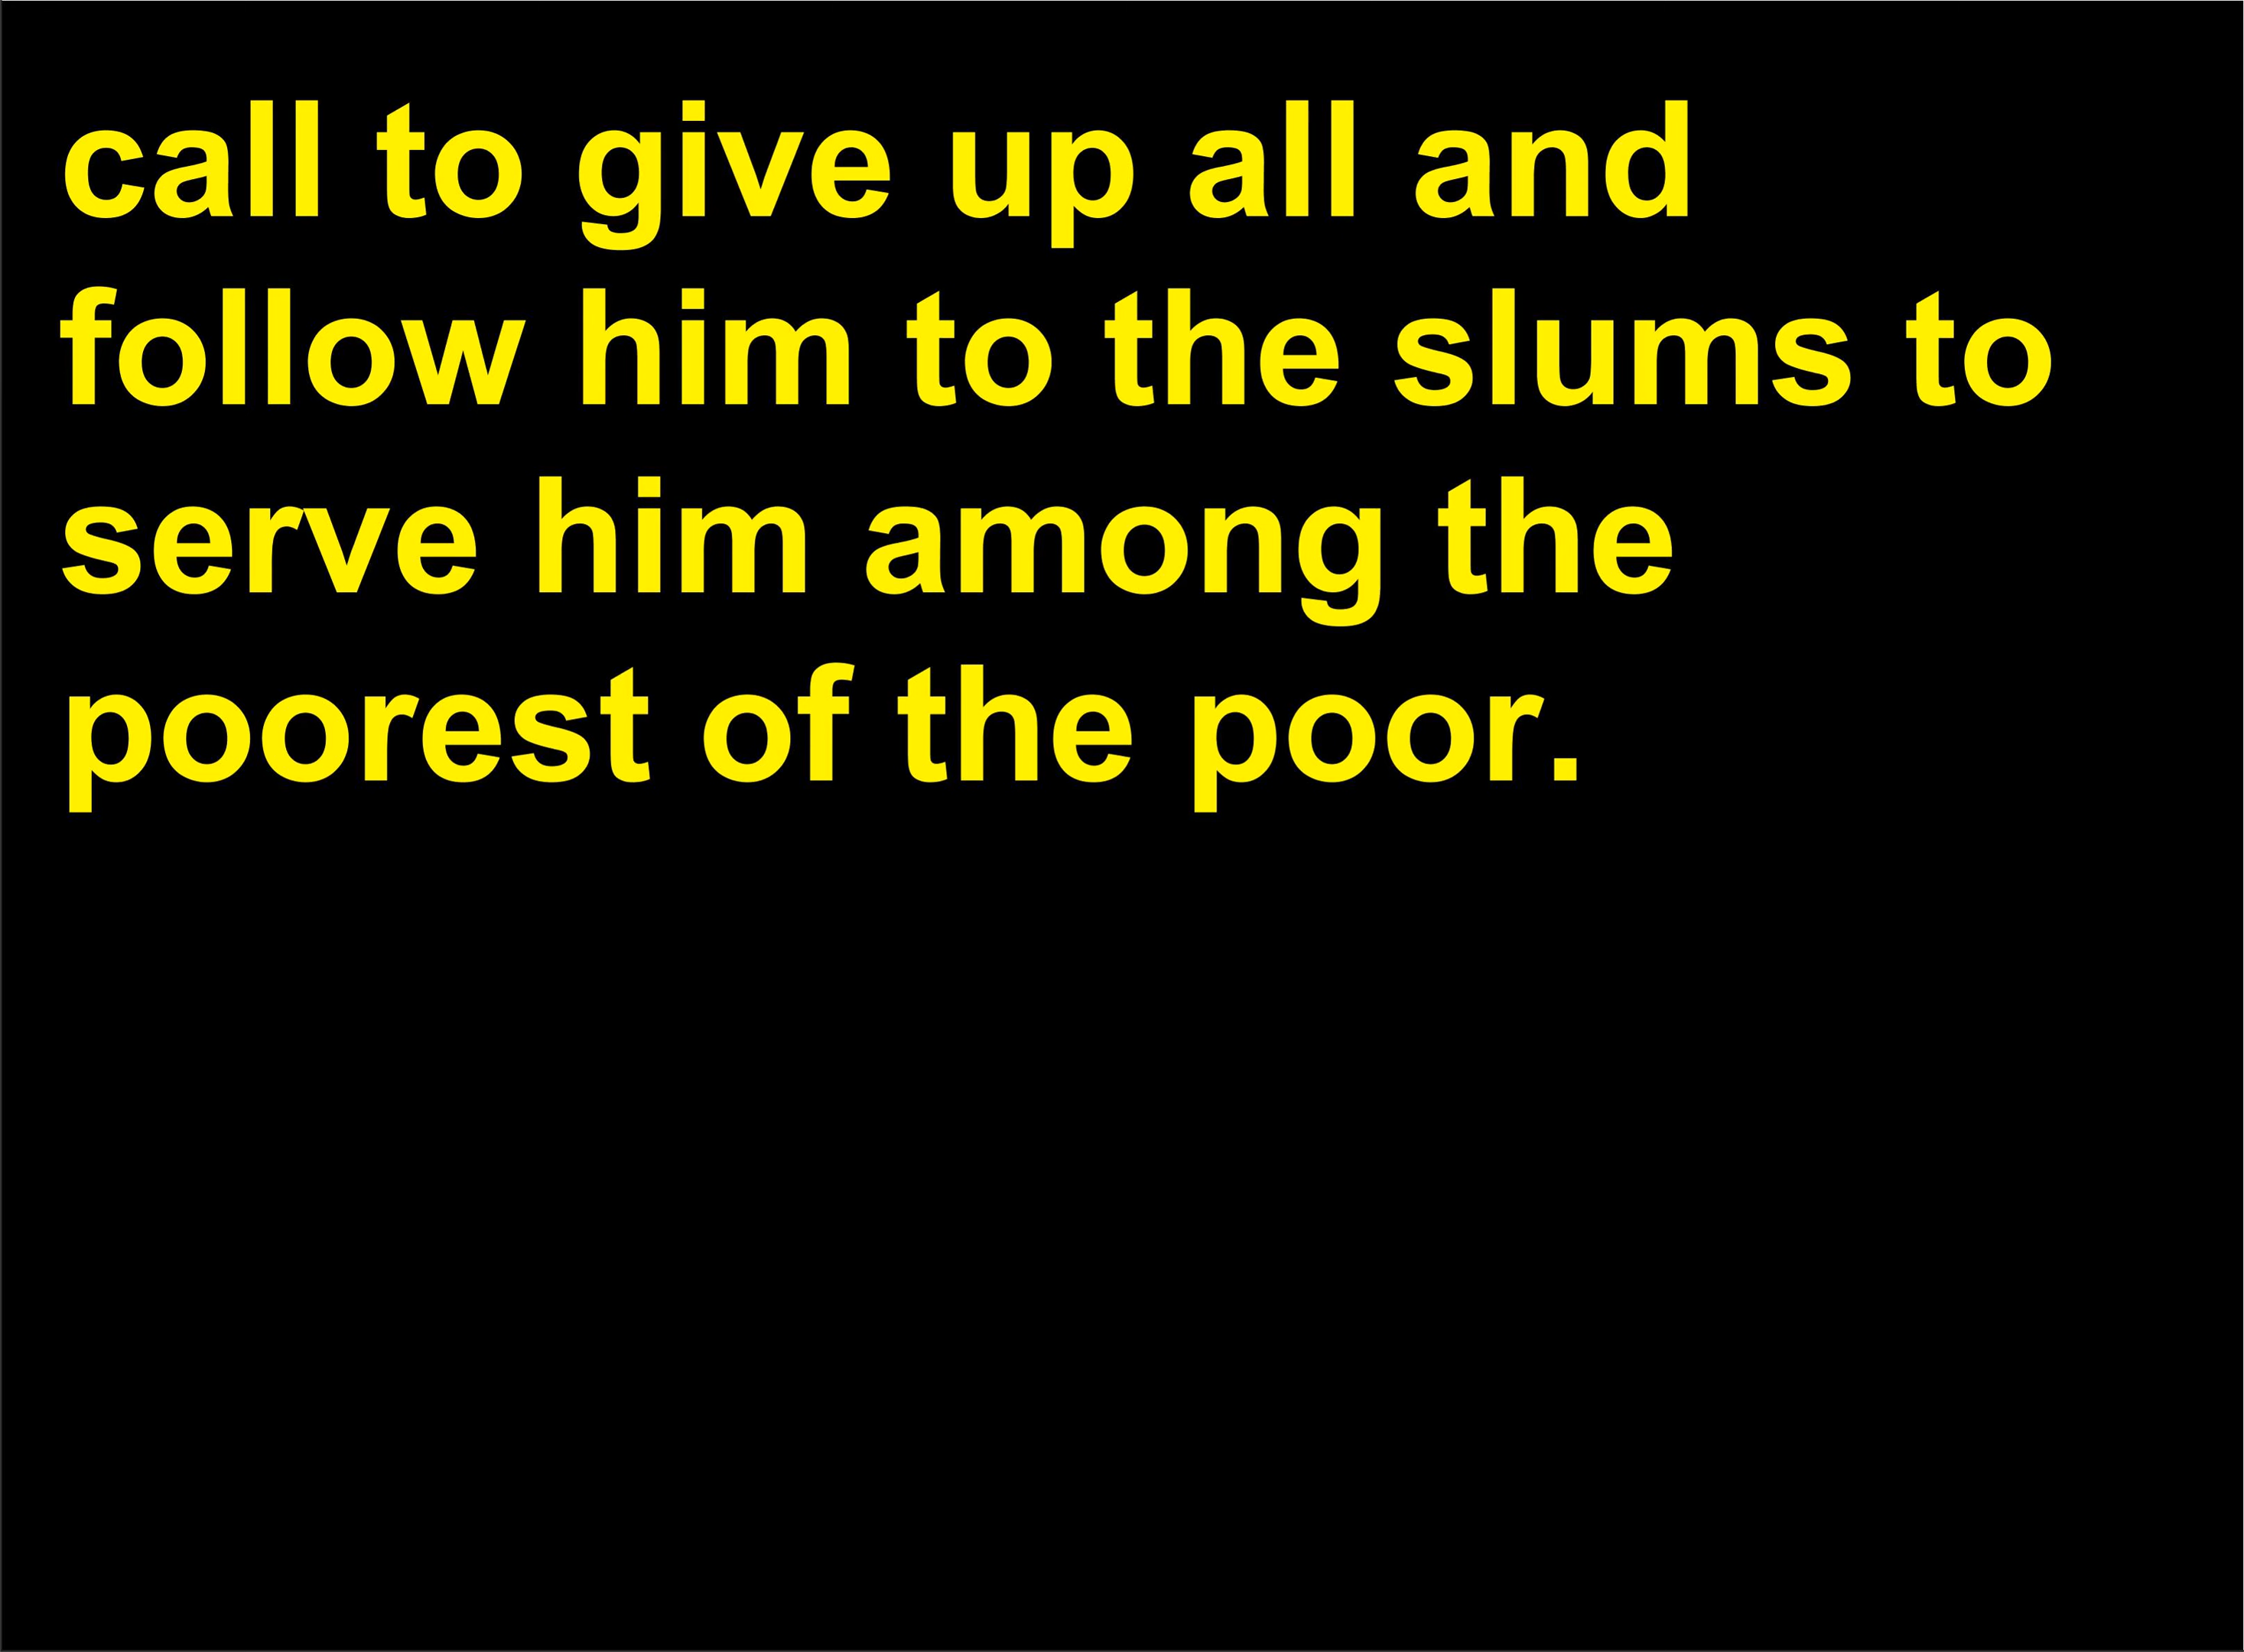 call to give up all and
follow him to the slums to
serve him among the
poorest of the poor.